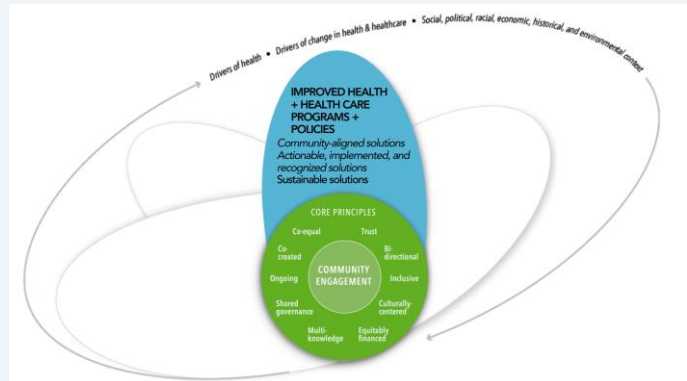 Drivers of health • Drivers of change in health & healthcare • Social, political, racial, economic, historical, and environmental context
IMPROVED HEALTH
+ HEALTH CARE
PROGRAMS +
POLICIES
Community-aligned solutions
Actionable, implemented, and
recognized solutions
Sustainable solutions
CORE PRINCIPLES
Co-equal
Trust
Co-
created
Bi-
directional
Ongoing
COMMUNITY
ENGAGEMENT
Inclusive
Shared
governance
Culturally-
centered
Multi-
knowledge
Equitably
financed